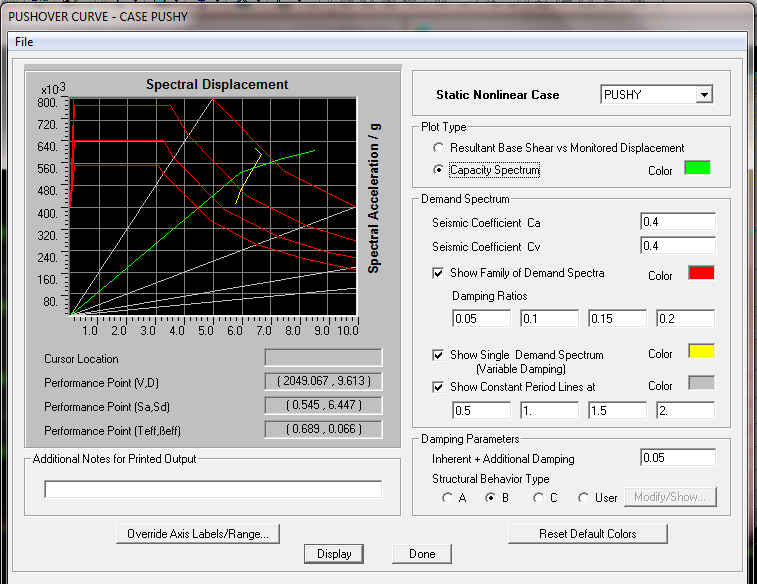 PUSHOVER CURVE - CASE PUSHY
File
Spectral Displacement
x10³
800.
720.
640.
560.
480.
400.
320.
240.
160.
80.
1.0 2.0 3.0 4.0 5.0 6.0 7.0 8.0 9.0 10.0
Spectral Acceleration / g
Cursor Location
Performance Point (V,D) ( 2049.067 , 9.613 )
Performance Point (Sa,Sd) ( 0.545 , 6.447 )
Performance Point (Teff,ßeff) ( 0.689 , 0.066 )
Additional Notes for Printed Output
Override Axis Labels/Range...
Static Nonlinear Case PUSHY
Plot Type
Resultant Base Shear vs Monitored Displacement
Capacity Spectrum Color
Demand Spectrum
Seismic Coefficient Ca 0.4
Seismic Coefficient Cv 0.4
Show Family of Demand Spectra Color
Damping Ratios
0.05 0.1 0.15 0.2
Show Single Demand Spectrum Color
(Variable Damping)
Show Constant Period Lines at Color
0.5 1. 1.5 2.
Damping Parameters
Inherent + Additional Damping 0.05
Structural Behavior Type
A B C User Modify/Show...
Reset Default Colors
Display Done